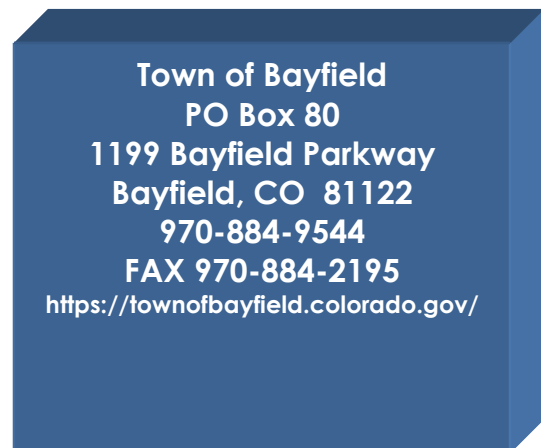 Town of Bayfield
PO Box 80
1199 Bayfield Parkway
Bayfield, CO  81122
970-884-9544
FAX 970-884-2195
https://townofbayfield.colorado.gov/